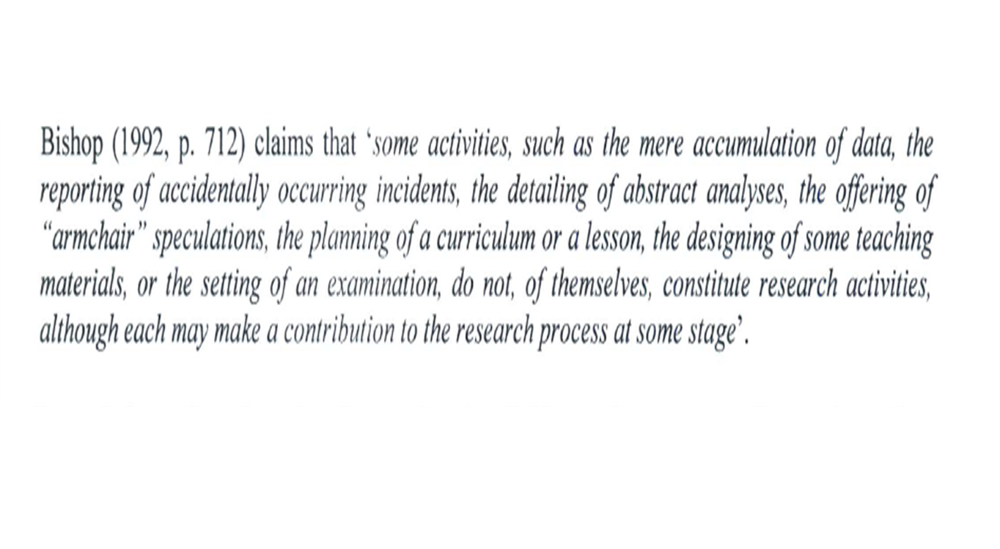 Bishop (1992, p. 712) claims that ‘some activities, such as the mere accumulation of data, the
reporting of accidentally occurring incidents, the detailing of abstract analyses, the offering of
“armchair” speculations, the planning of a curriculum or a lesson, the designing of some teaching
materials, or the setting of an examination, do not, of themselves, constitute research activities,
although each may make a contribution to the research process at some stage’.